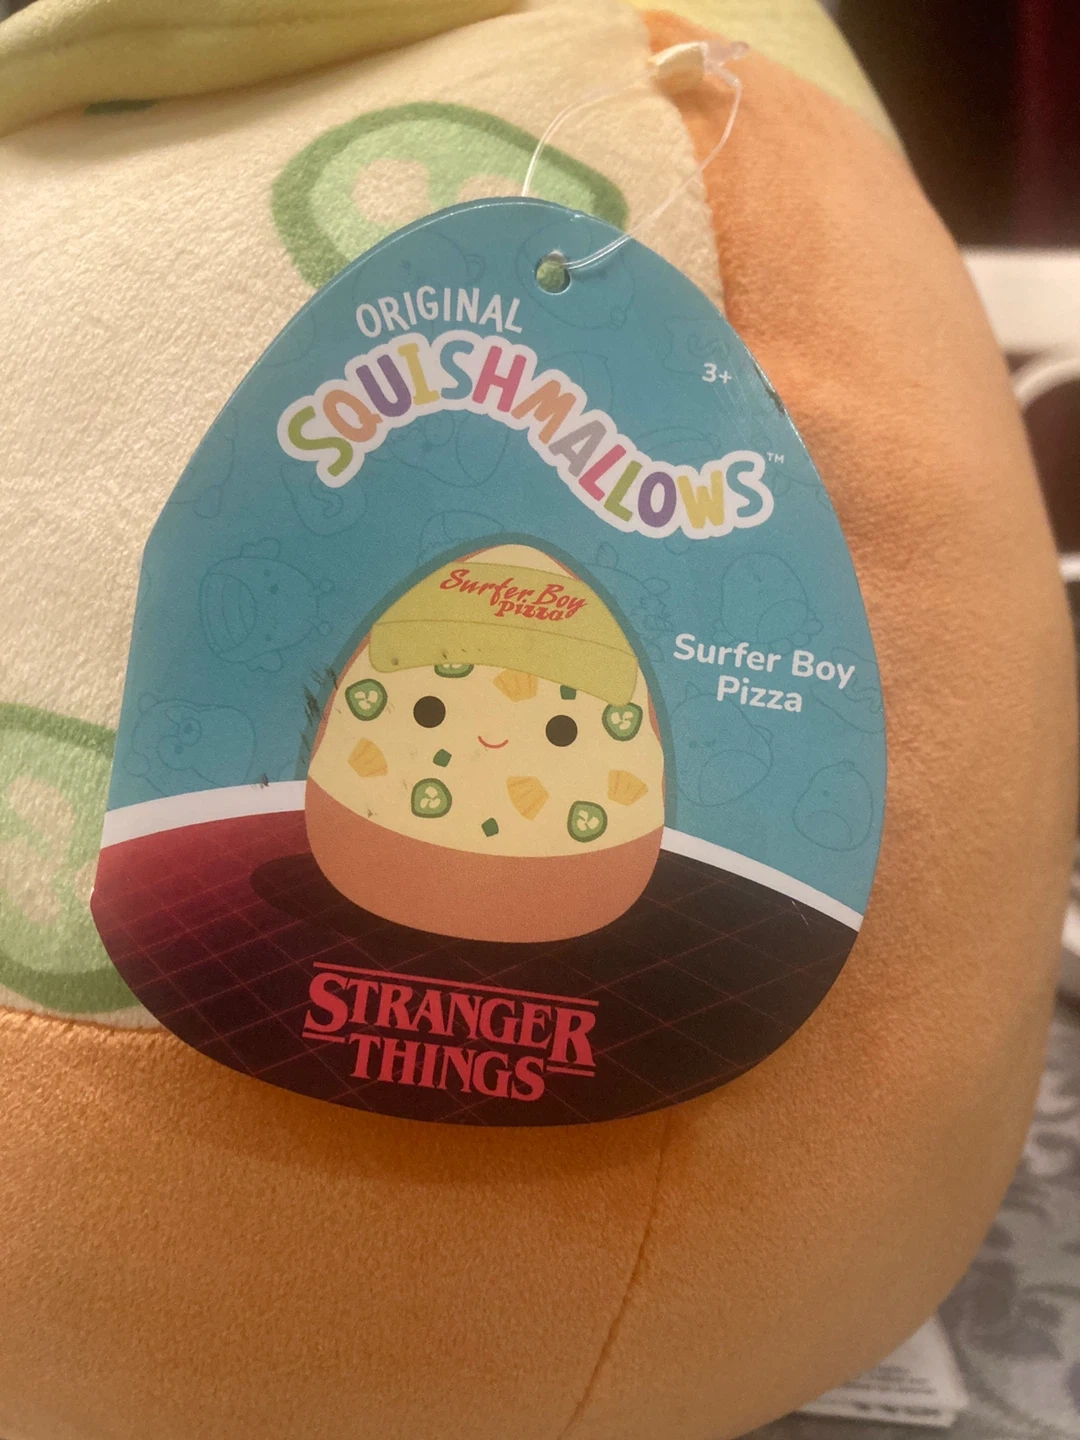 ORIGINAL
SQUISHMALLOWS™
3+
Surfer Boy
Pizza
Surfer Boy
Pizza
STRANGER
THINGS